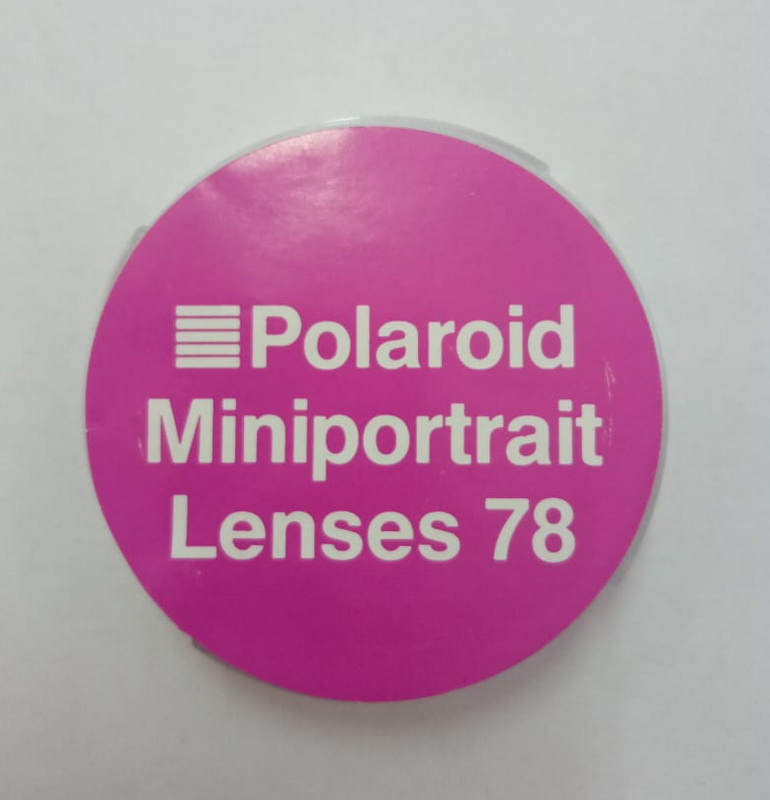 Polaroid
Miniportrait
Lenses 78